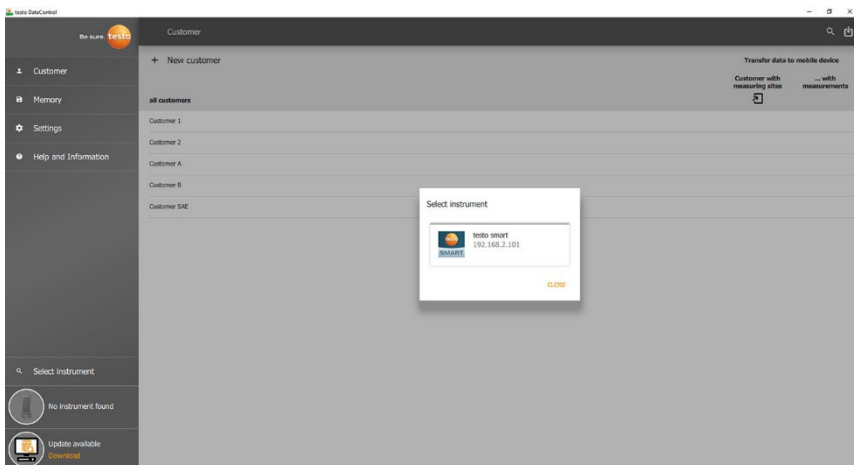 testo DataControl
Be sure. testo
Customer
Customer
Memory
Settings
Help and Information
+ New customer
Transfer data to mobile device
Customer with
measuring sites
... with
measurements
all customers
Customer 1
Customer 2
Customer A
Customer B
Customer SAE
Select instrument
testo
SMART
testo smart
192.168.2.101
CLOSE
Select instrument
No instrument found
Update available
Download